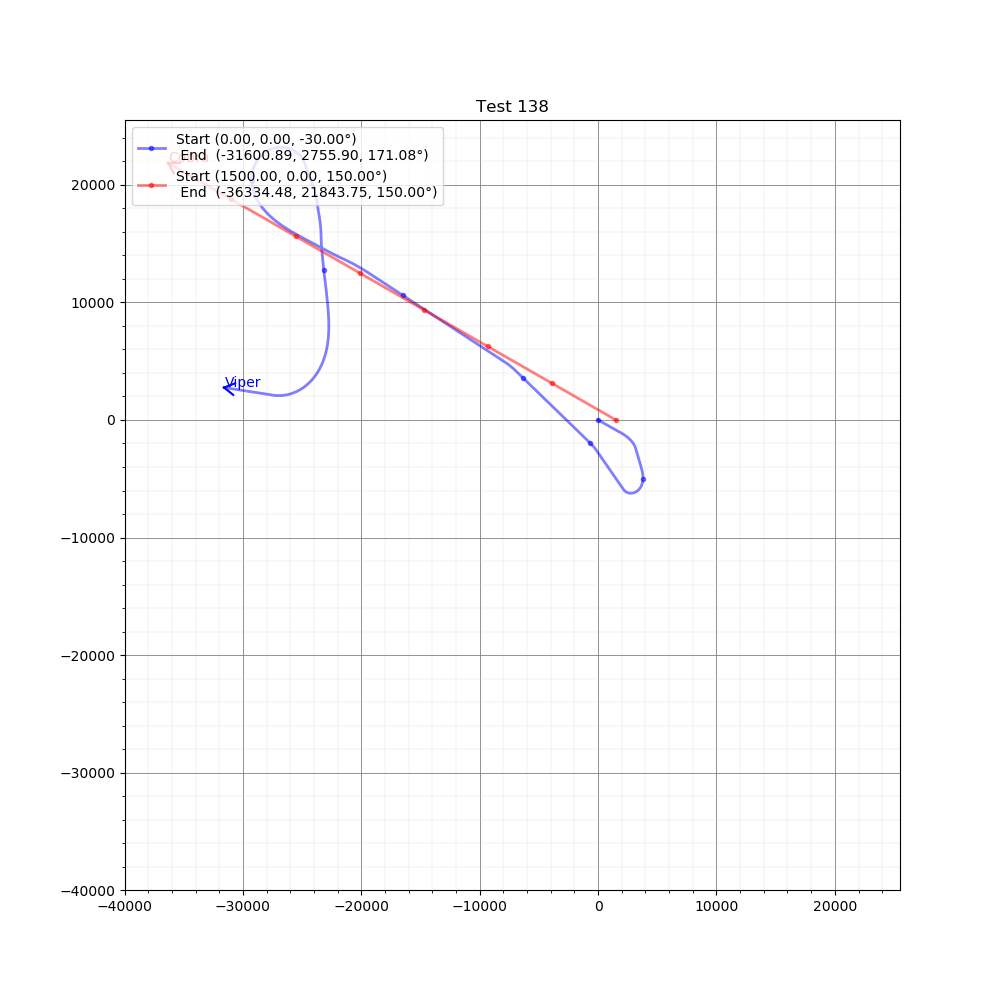 Test 138
Start (0.00, 0.00, -30.00°)
End (-31600.89, 2755.90, 171.08°)
Start (1500.00, 0.00, 150.00°)
End (-36334.48, 21843.75, 150.00°)
Viper
20000
10000
0
−10000
−20000
−30000
−40000
−40000 −30000 −20000 −10000 0 10000 20000